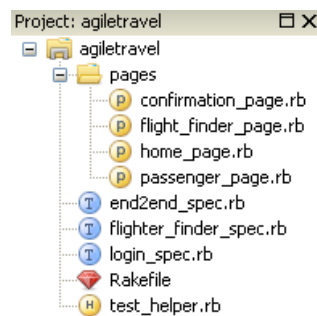 Project: agiletravel
agiletravel
pages
P confirmation_page.rb
P flight_finder_page.rb
P home_page.rb
P passenger_page.rb
T end2end_spec.rb
T flighter_finder_spec.rb
T login_spec.rb
Rakefile
H test_helper.rb